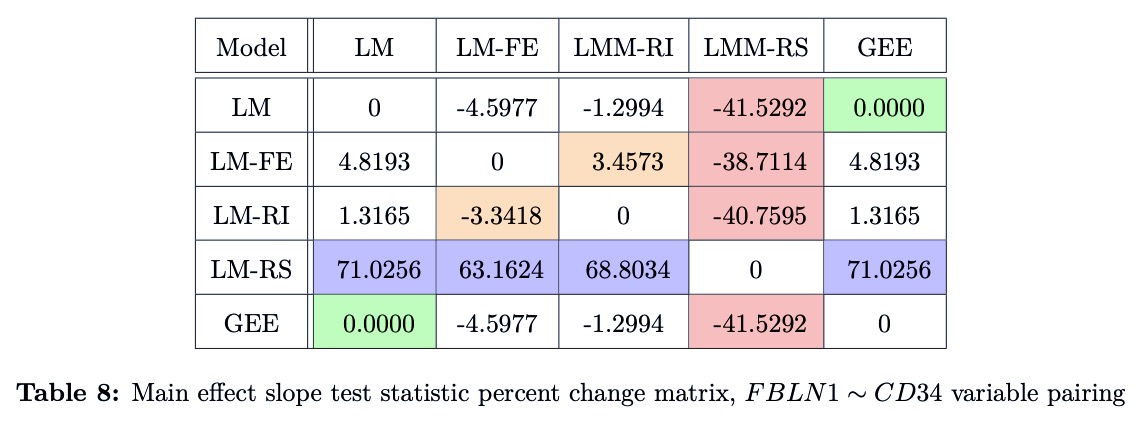 Model LM LM-FE LMM-RI LMM-RS GEE
LM 0 -4.5977 -1.2994 -41.5292 0.0000
LM-FE 4.8193 0 3.4573 -38.7114 4.8193
LM-RI 1.3165 -3.3418 0 -40.7595 1.3165
LM-RS 71.0256 63.1624 68.8034 0 71.0256
GEE 0.0000 -4.5977 -1.2994 -41.5292 0
Table 8: Main effect slope test statistic percent change matrix, FBLN1 ∼ CD34 variable pairing